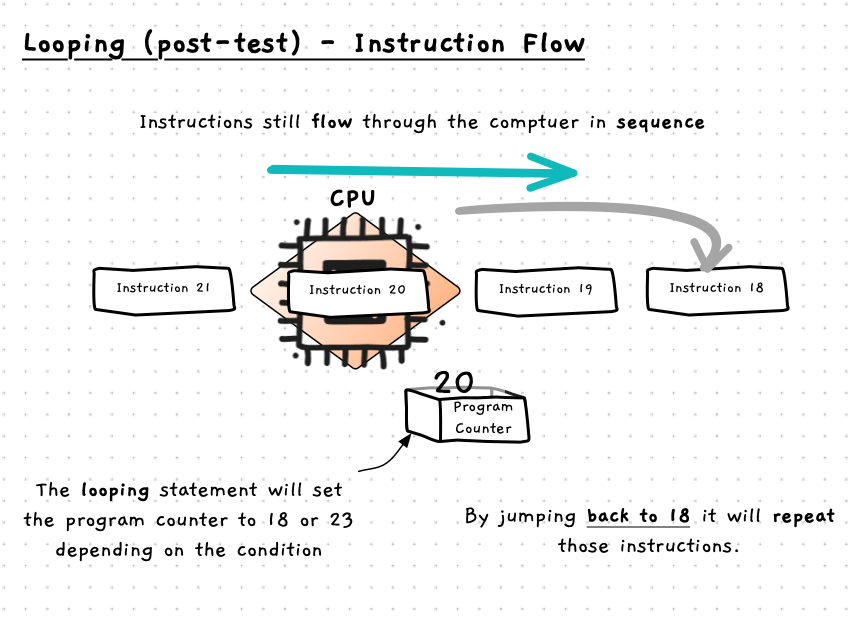 Looping (post-test) - Instruction Flow
Instructions still flow through the comptuer in sequence
CPU
Instruction 21
Instruction 20
Instruction 19
Instruction 18
20
Program
Counter
The looping statement will set
the program counter to 18 or 23
depending on the condition
By jumping back to 18 it will repeat
those instructions.